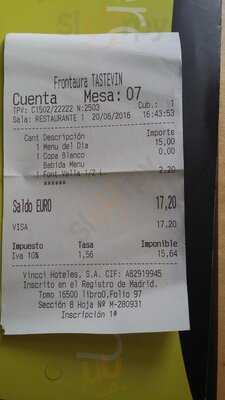 Frontaura TASTEVIN
Cuenta Mesa: 07
TPV: C1502/22222 N:2503 Cub.: 1
Sala: RESTAURANTE 1 20/06/2016 16:43:53
Cant Descripción Importe
1 Menu del Dia 15,00
1 Copa Blanco 0,00
Bebida Menu
1 Font Vella 1/2 L 2,20
******
Saldo EURO 17,20
VISA 17,20
Impuesto Tasa Imponible
Iva 10% 1,56 15,64
Vincci Hoteles, S.A. CIF: A82919945
Inscrito en el Registro de Madrid.
Tomo 16500 libro0,Folio 97
Sección 8 Hoja Nº M-280931
Inscripción 1ª